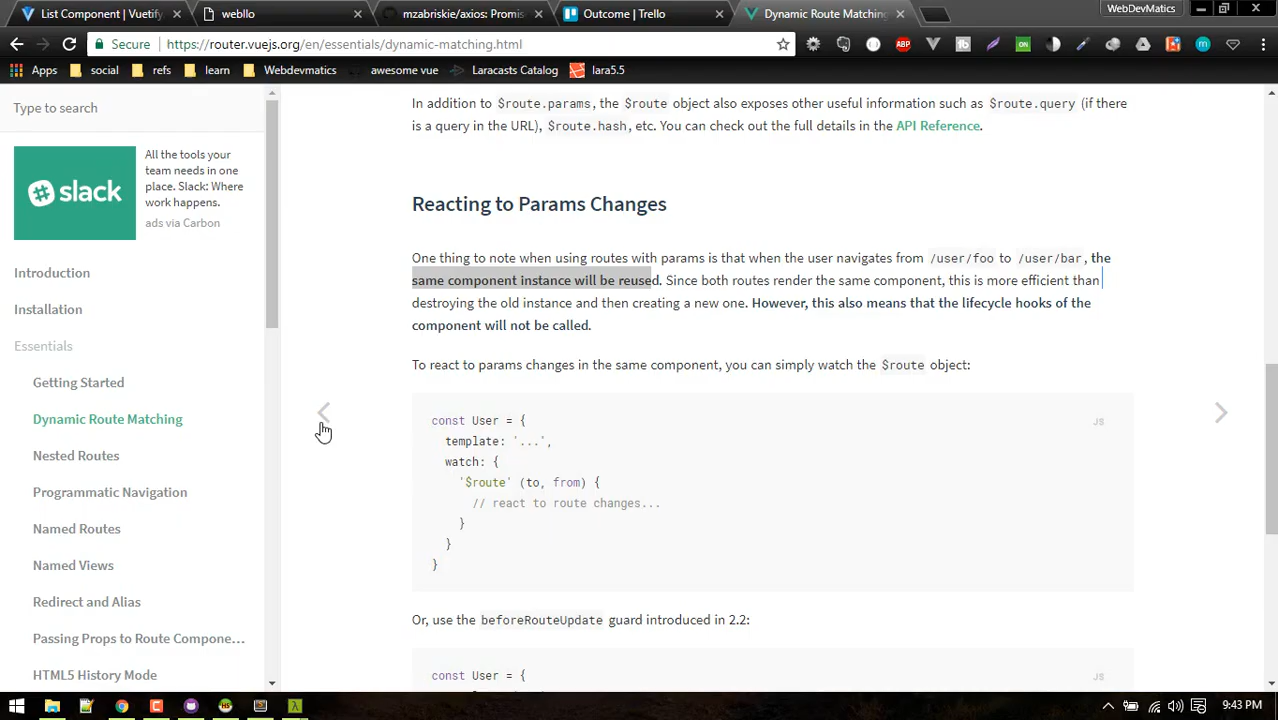 List Component | Vuetify
webllo
mzabriskie/axios: Promis
Outcome | Trello
Dynamic Route Matching
WebDevMatics
Secure
https://router.vuejs.org/en/essentials/dynamic-matching.html
ABP
ON
m
Apps
social
refs
learn
Webdevmatics
awesome vue
Laracasts Catalog
lara5.5
Type to search
slack
All the tools your
team needs in one
place. Slack: Where
work happens.
ads via Carbon
Introduction
Installation
Essentials
Getting Started
Dynamic Route Matching
Nested Routes
Programmatic Navigation
Named Routes
Named Views
Redirect and Alias
Passing Props to Route Compone...
HTML5 History Mode
In addition to $route.params, the $route object also exposes other useful information such as $route.query (if there
is a query in the URL), $route.hash, etc. You can check out the full details in the API Reference.
Reacting to Params Changes
One thing to note when using routes with params is that when the user navigates from /user/foo to /user/bar, the
same component instance will be reused. Since both routes render the same component, this is more efficient than
destroying the old instance and then creating a new one. However, this also means that the lifecycle hooks of the
component will not be called.
To react to params changes in the same component, you can simply watch the $route object:
JS
const User = {
template: '...',
watch: {
'$route' (to, from) {
// react to route changes...
}
}
}
Or, use the beforeRouteUpdate guard introduced in 2.2:
JS
const User = {
9:43 PM